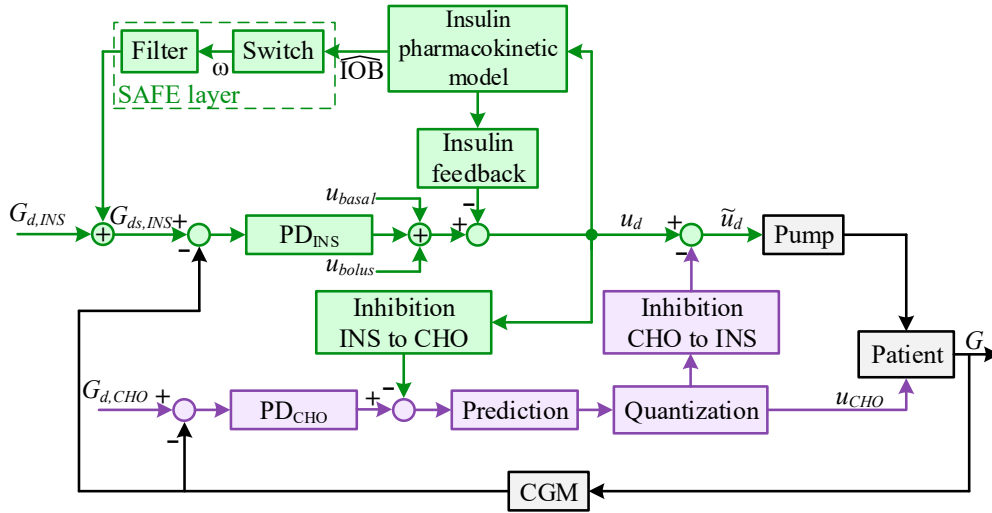 Insulin
pharmacokinetic
model
Filter
ω
Switch
IOB
SAFE layer
Insulin
feedback
G_{d,INS}
+
G_{ds,INS}
+
-
PD_{INS}
u_{basal}
+
u_{bolus}
+
-
u_d
+
-
ũ_d
Pump
Inhibition
INS to CHO
Inhibition
CHO to INS
Patient
G
G_{d,CHO}
+
-
PD_{CHO}
+
-
Prediction
Quantization
u_{CHO}
CGM